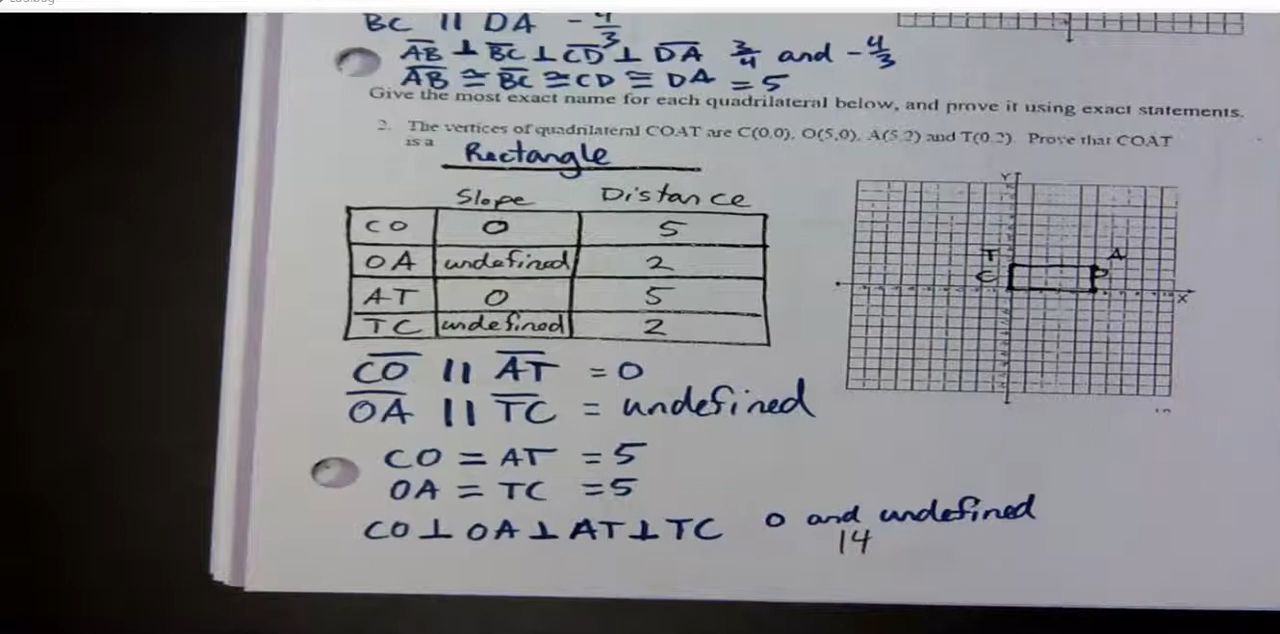 BC || DA - 4/3
AB ⊥ BC ⊥ CD ⊥ DA 3/4 and - 4/3
AB ≅ BC ≅ CD ≅ DA = 5
Give the most exact name for each quadrilateral below, and prove it using exact statements.
2. The vertices of quadrilateral COAT are C(0,0), O(5,0), A(5,2) and T(0,2). Prove that COAT
is a Rectangle
Slope Distance
CO 0 5
OA undefined 2
AT 0 5
TC undefined 2
Y
T A
C
X
CO || AT = 0
OA || TC = undefined
CO = AT = 5
OA = TC = 5
CO ⊥ OA ⊥ AT ⊥ TC 0 and undefined
14